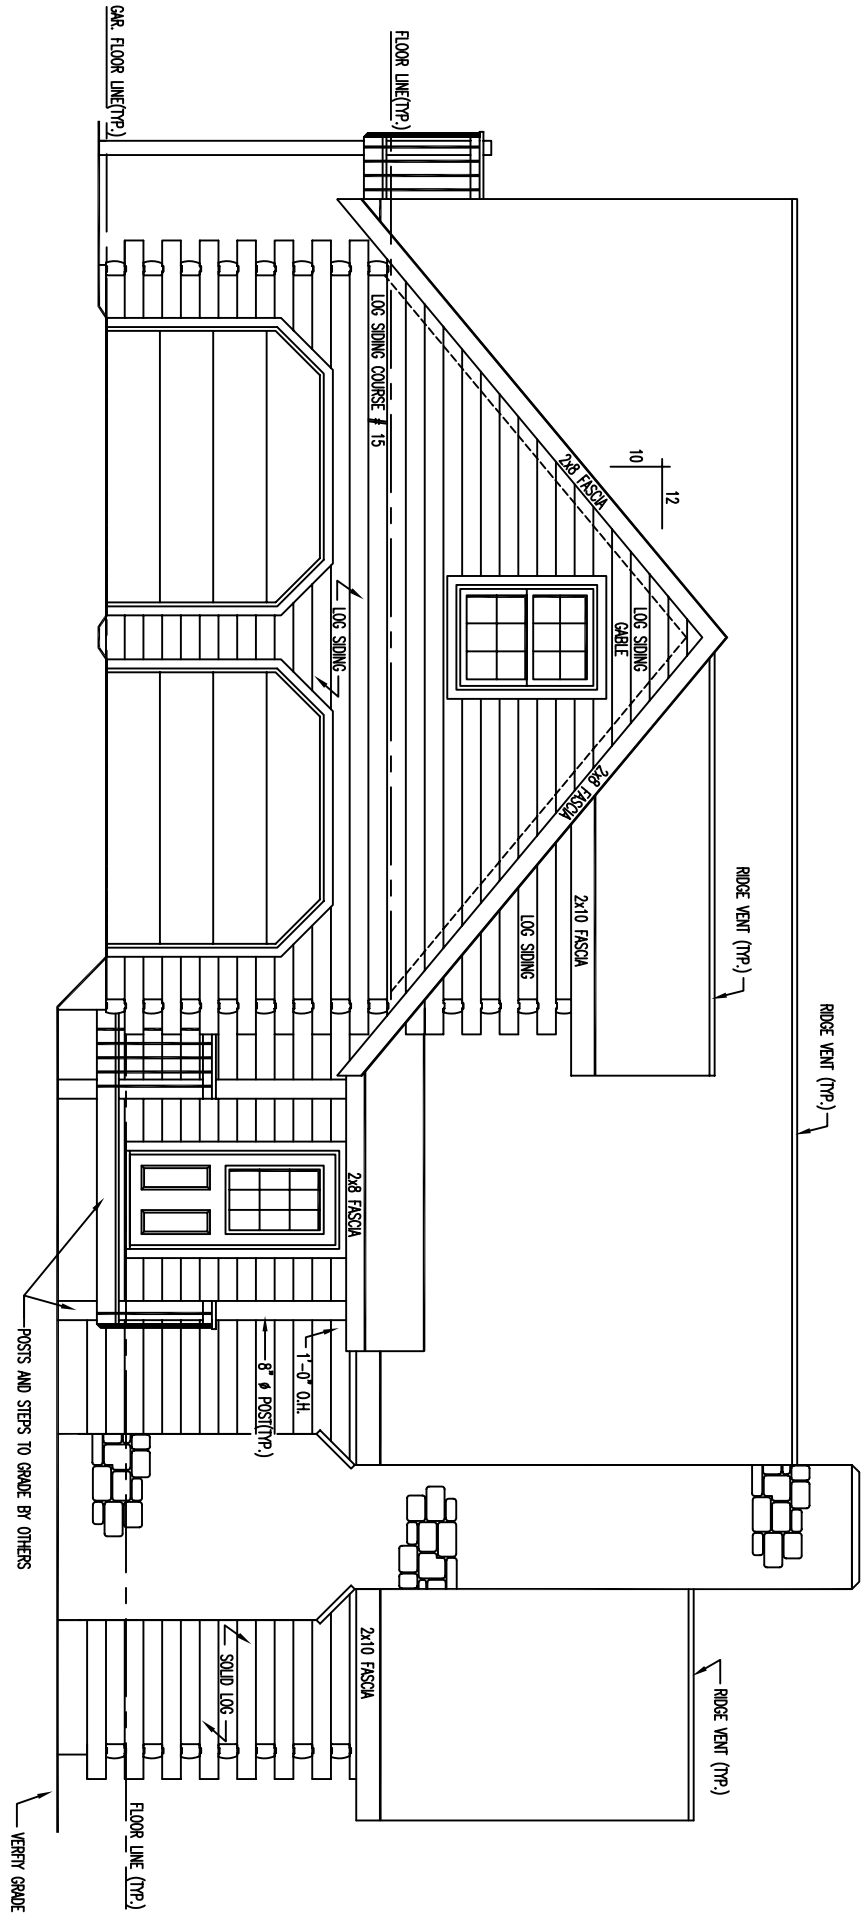 RIDGE VENT (TYP.)
RIDGE VENT (TYP.)
RIDGE VENT (TYP.)
12
10
2x8 FASCIA
LOG SIDING
GABLE
2x8 FASCIA
2x10 FASCIA
LOG SIDING
FLOOR LINE(TYP.)
LOG SIDING COURSE # 15
LOG SIDING
2x8 FASCIA
2x10 FASCIA
1'-0" O.H.
8" ø POST(TYP.)
SOLID LOG
GAR. FLOOR LINE(TYP.)
FLOOR LINE (TYP.)
POSTS AND STEPS TO GRADE BY OTHERS
VERFIY GRADE